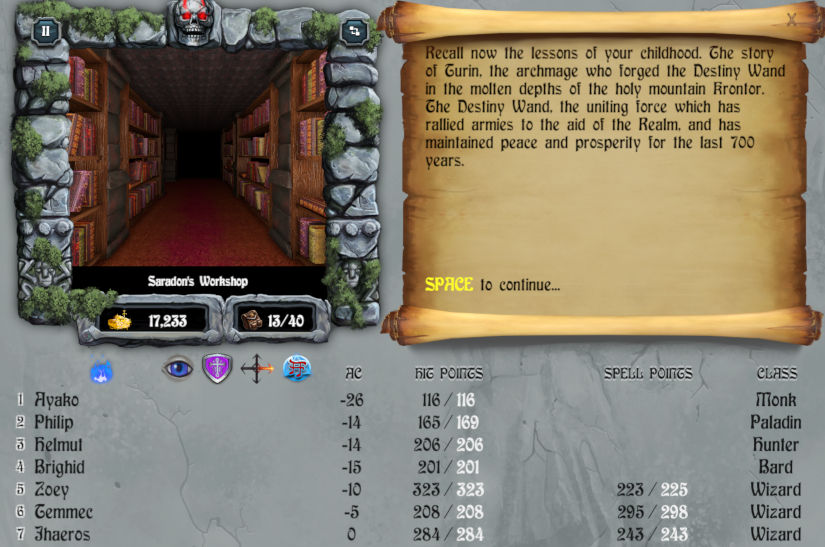 X
Recall now the lessons of your childhood. The story
of Turin, the archmage who forged the Destiny Wand
in the molten depths of the holy mountain Krontor.
The Destiny Wand, the uniting force which has
rallied armies to the aid of the Realm, and has
maintained peace and prosperity for the last 700
years.
SPACE to continue...
Saradon's Workshop
17,233 13/40
AC HIT POINTS SPELL POINTS CLASS
1 Ayako -26 116 / 116 Monk
2 Philip -14 165 / 169 Paladin
3 Helmut -14 206 / 206 Hunter
4 Brighid -15 201 / 201 Bard
5 Zoey -10 323 / 323 223 / 225 Wizard
6 Temmec -5 208 / 208 295 / 298 Wizard
7 Ihaeros 0 284 / 284 243 / 243 Wizard